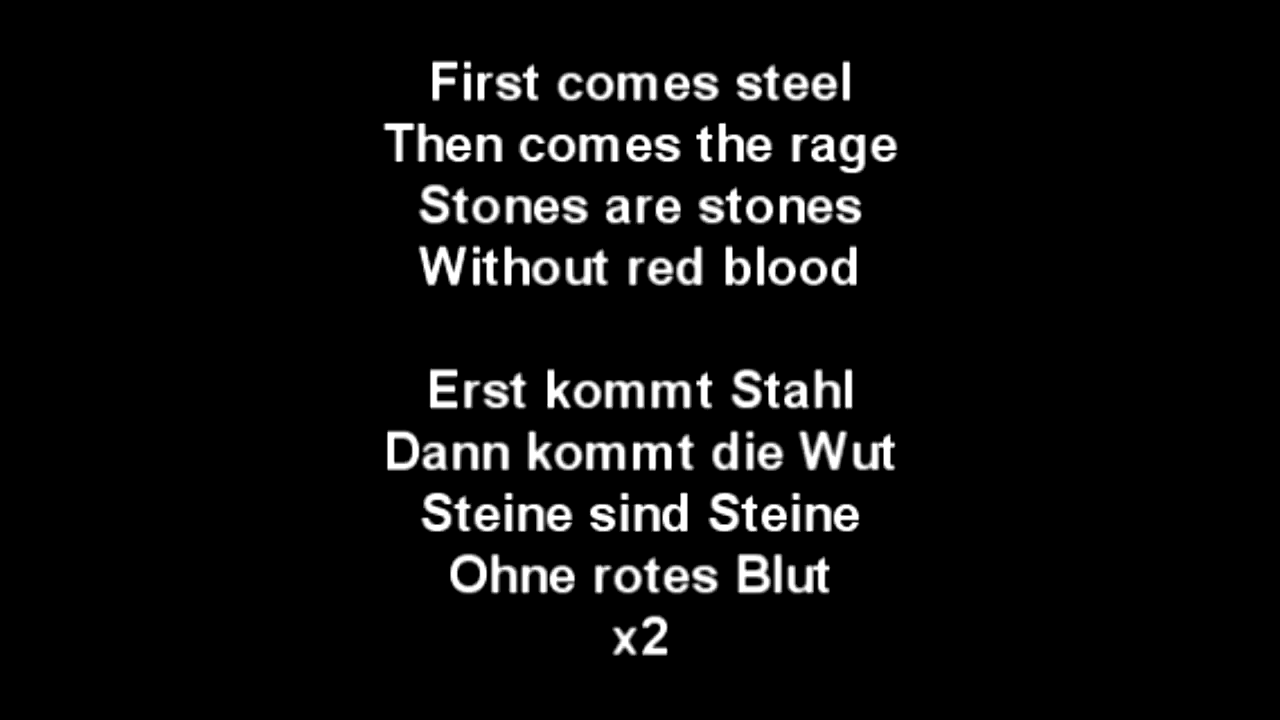 First comes steel
Then comes the rage
Stones are stones
Without red blood
Erst kommt Stahl
Dann kommt die Wut
Steine sind Steine
Ohne rotes Blut
x2